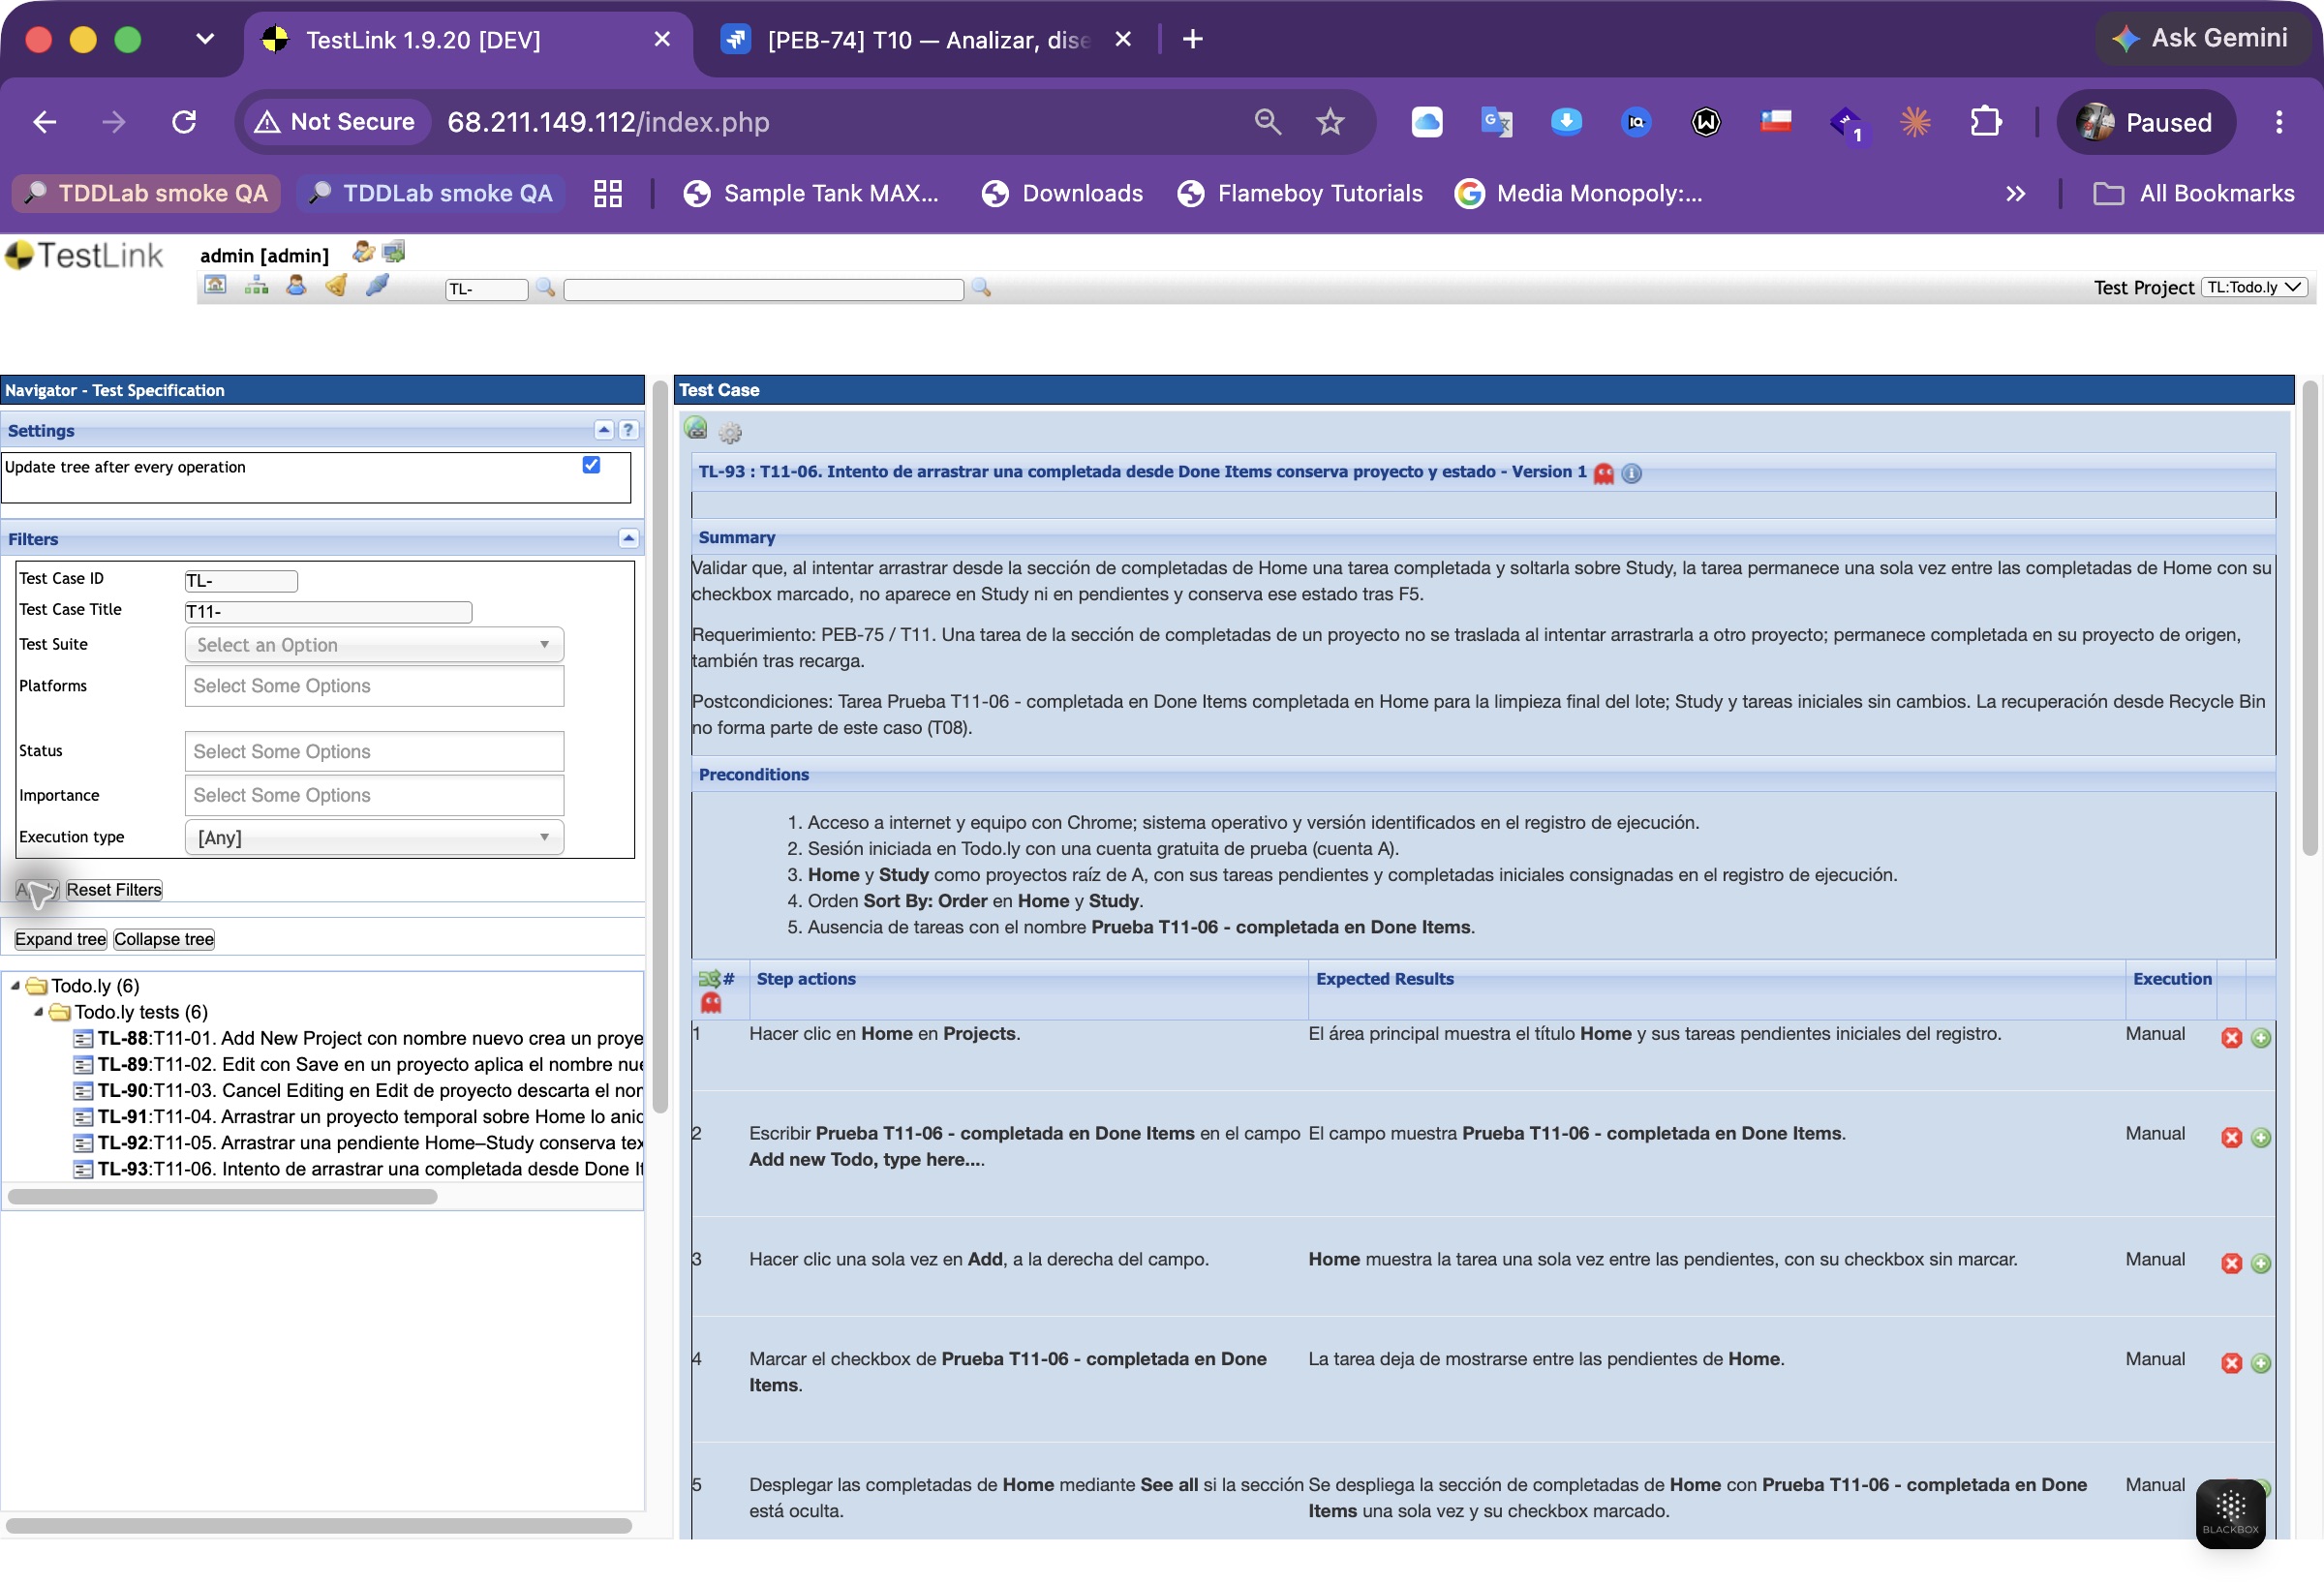 TestLink 1.9.20 [DEV]
[PEB-74] T10 — Analizar, dise
Ask Gemini
Not Secure
68.211.149.112/index.php
1
Paused
TDDLab smoke QA
TDDLab smoke QA
Sample Tank MAX...
Downloads
Flameboy Tutorials
Media Monopoly:...
All Bookmarks
TestLink
admin [admin]
TL-
Test Project
TL:Todo.ly
Navigator - Test Specification
Settings
Update tree after every operation
Filters
Test Case ID
TL-
Test Case Title
T11-
Test Suite
Select an Option
Platforms
Select Some Options
Status
Select Some Options
Importance
Select Some Options
Execution type
[Any]
Reset Filters
Expand tree
Collapse tree
Todo.ly (6)
Todo.ly tests (6)
TL-88:T11-01. Add New Project con nombre nuevo crea un proye
TL-89:T11-02. Edit con Save en un proyecto aplica el nombre nue
TL-90:T11-03. Cancel Editing en Edit de proyecto descarta el nor
TL-91:T11-04. Arrastrar un proyecto temporal sobre Home lo anic
TL-92:T11-05. Arrastrar una pendiente Home–Study conserva tex
TL-93:T11-06. Intento de arrastrar una completada desde Done It
Test Case
TL-93 : T11-06. Intento de arrastrar una completada desde Done Items conserva proyecto y estado - Version 1
Summary
Validar que, al intentar arrastrar desde la sección de completadas de Home una tarea completada y soltarla sobre Study, la tarea permanece una sola vez entre las completadas de Home con su
checkbox marcado, no aparece en Study ni en pendientes y conserva ese estado tras F5.
Requerimiento: PEB-75 / T11. Una tarea de la sección de completadas de un proyecto no se traslada al intentar arrastrarla a otro proyecto; permanece completada en su proyecto de origen,
también tras recarga.
Postcondiciones: Tarea Prueba T11-06 - completada en Done Items completada en Home para la limpieza final del lote; Study y tareas iniciales sin cambios. La recuperación desde Recycle Bin
no forma parte de este caso (T08).
Preconditions
1. Acceso a internet y equipo con Chrome; sistema operativo y versión identificados en el registro de ejecución.
2. Sesión iniciada en Todo.ly con una cuenta gratuita de prueba (cuenta A).
3. Home y Study como proyectos raíz de A, con sus tareas pendientes y completadas iniciales consignadas en el registro de ejecución.
4. Orden Sort By: Order en Home y Study.
5. Ausencia de tareas con el nombre Prueba T11-06 - completada en Done Items.
#
Step actions
Expected Results
Execution
1
Hacer clic en Home en Projects.
El área principal muestra el título Home y sus tareas pendientes iniciales del registro.
Manual
2
Escribir Prueba T11-06 - completada en Done Items en el campo
Add new Todo, type here....
El campo muestra Prueba T11-06 - completada en Done Items.
Manual
3
Hacer clic una sola vez en Add, a la derecha del campo.
Home muestra la tarea una sola vez entre las pendientes, con su checkbox sin marcar.
Manual
4
Marcar el checkbox de Prueba T11-06 - completada en Done
Items.
La tarea deja de mostrarse entre las pendientes de Home.
Manual
5
Desplegar las completadas de Home mediante See all si la sección
está oculta.
Se despliega la sección de completadas de Home con Prueba T11-06 - completada en Done
Items una sola vez y su checkbox marcado.
Manual
BLACKBOX